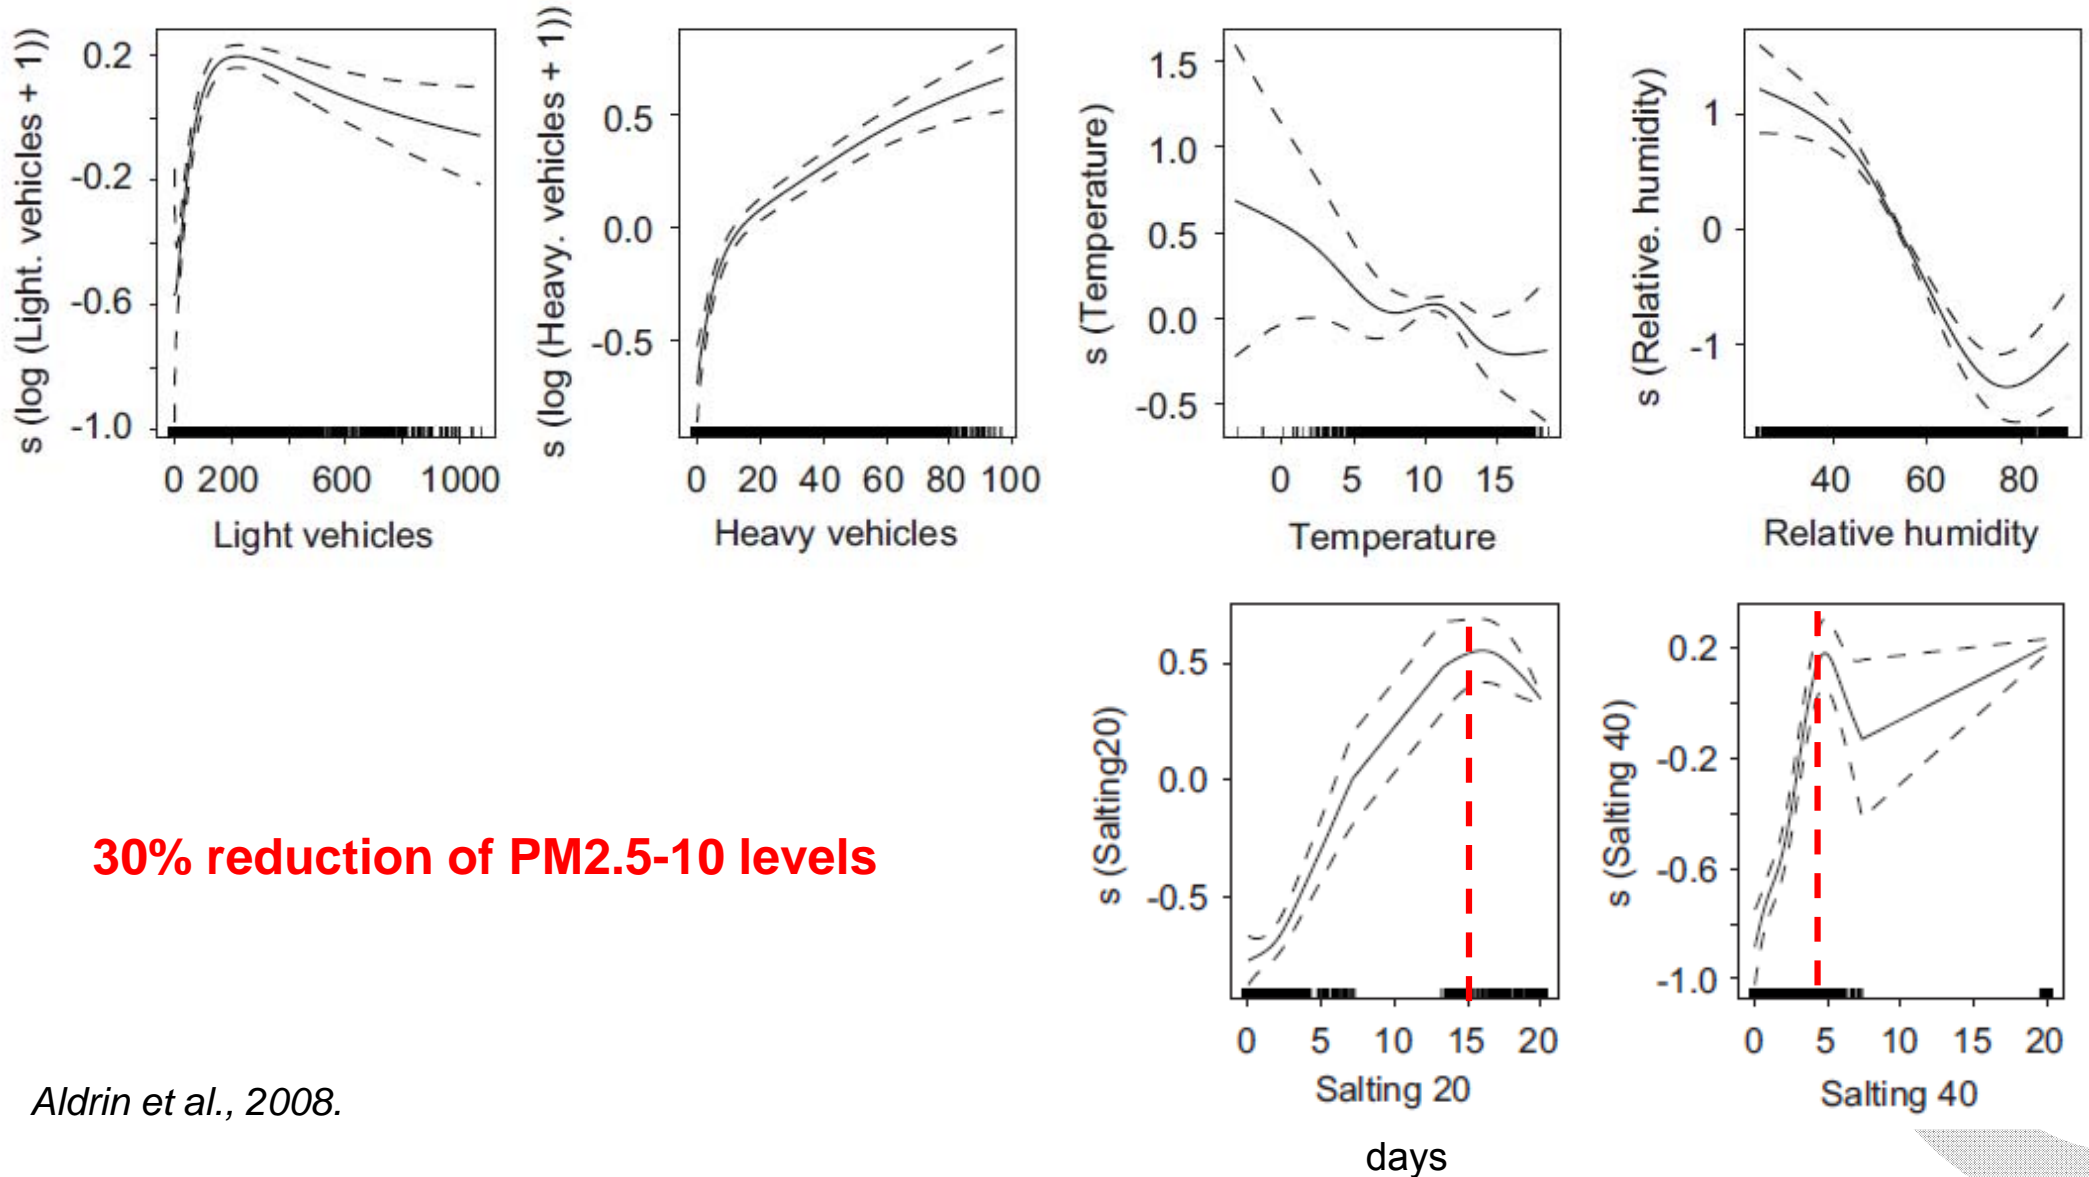 s (log (Light. vehicles + 1))
0.2
-0.2
-0.6
-1.0
0 200 600 1000
Light vehicles
s (log (Heavy. vehicles + 1))
0.5
0.0
-0.5
0 20 40 60 80 100
Heavy vehicles
s (Temperature)
1.5
1.0
0.5
0.0
-0.5
0 5 10 15
Temperature
s (Relative. humidity)
1
0
-1
40 60 80
Relative humidity
30% reduction of PM2.5-10 levels
s (Salting20)
0.5
0.0
-0.5
0 5 10 15 20
Salting 20
s (Salting 40)
0.2
-0.2
-0.6
-1.0
0 5 10 15 20
Salting 40
Aldrin et al., 2008.
days